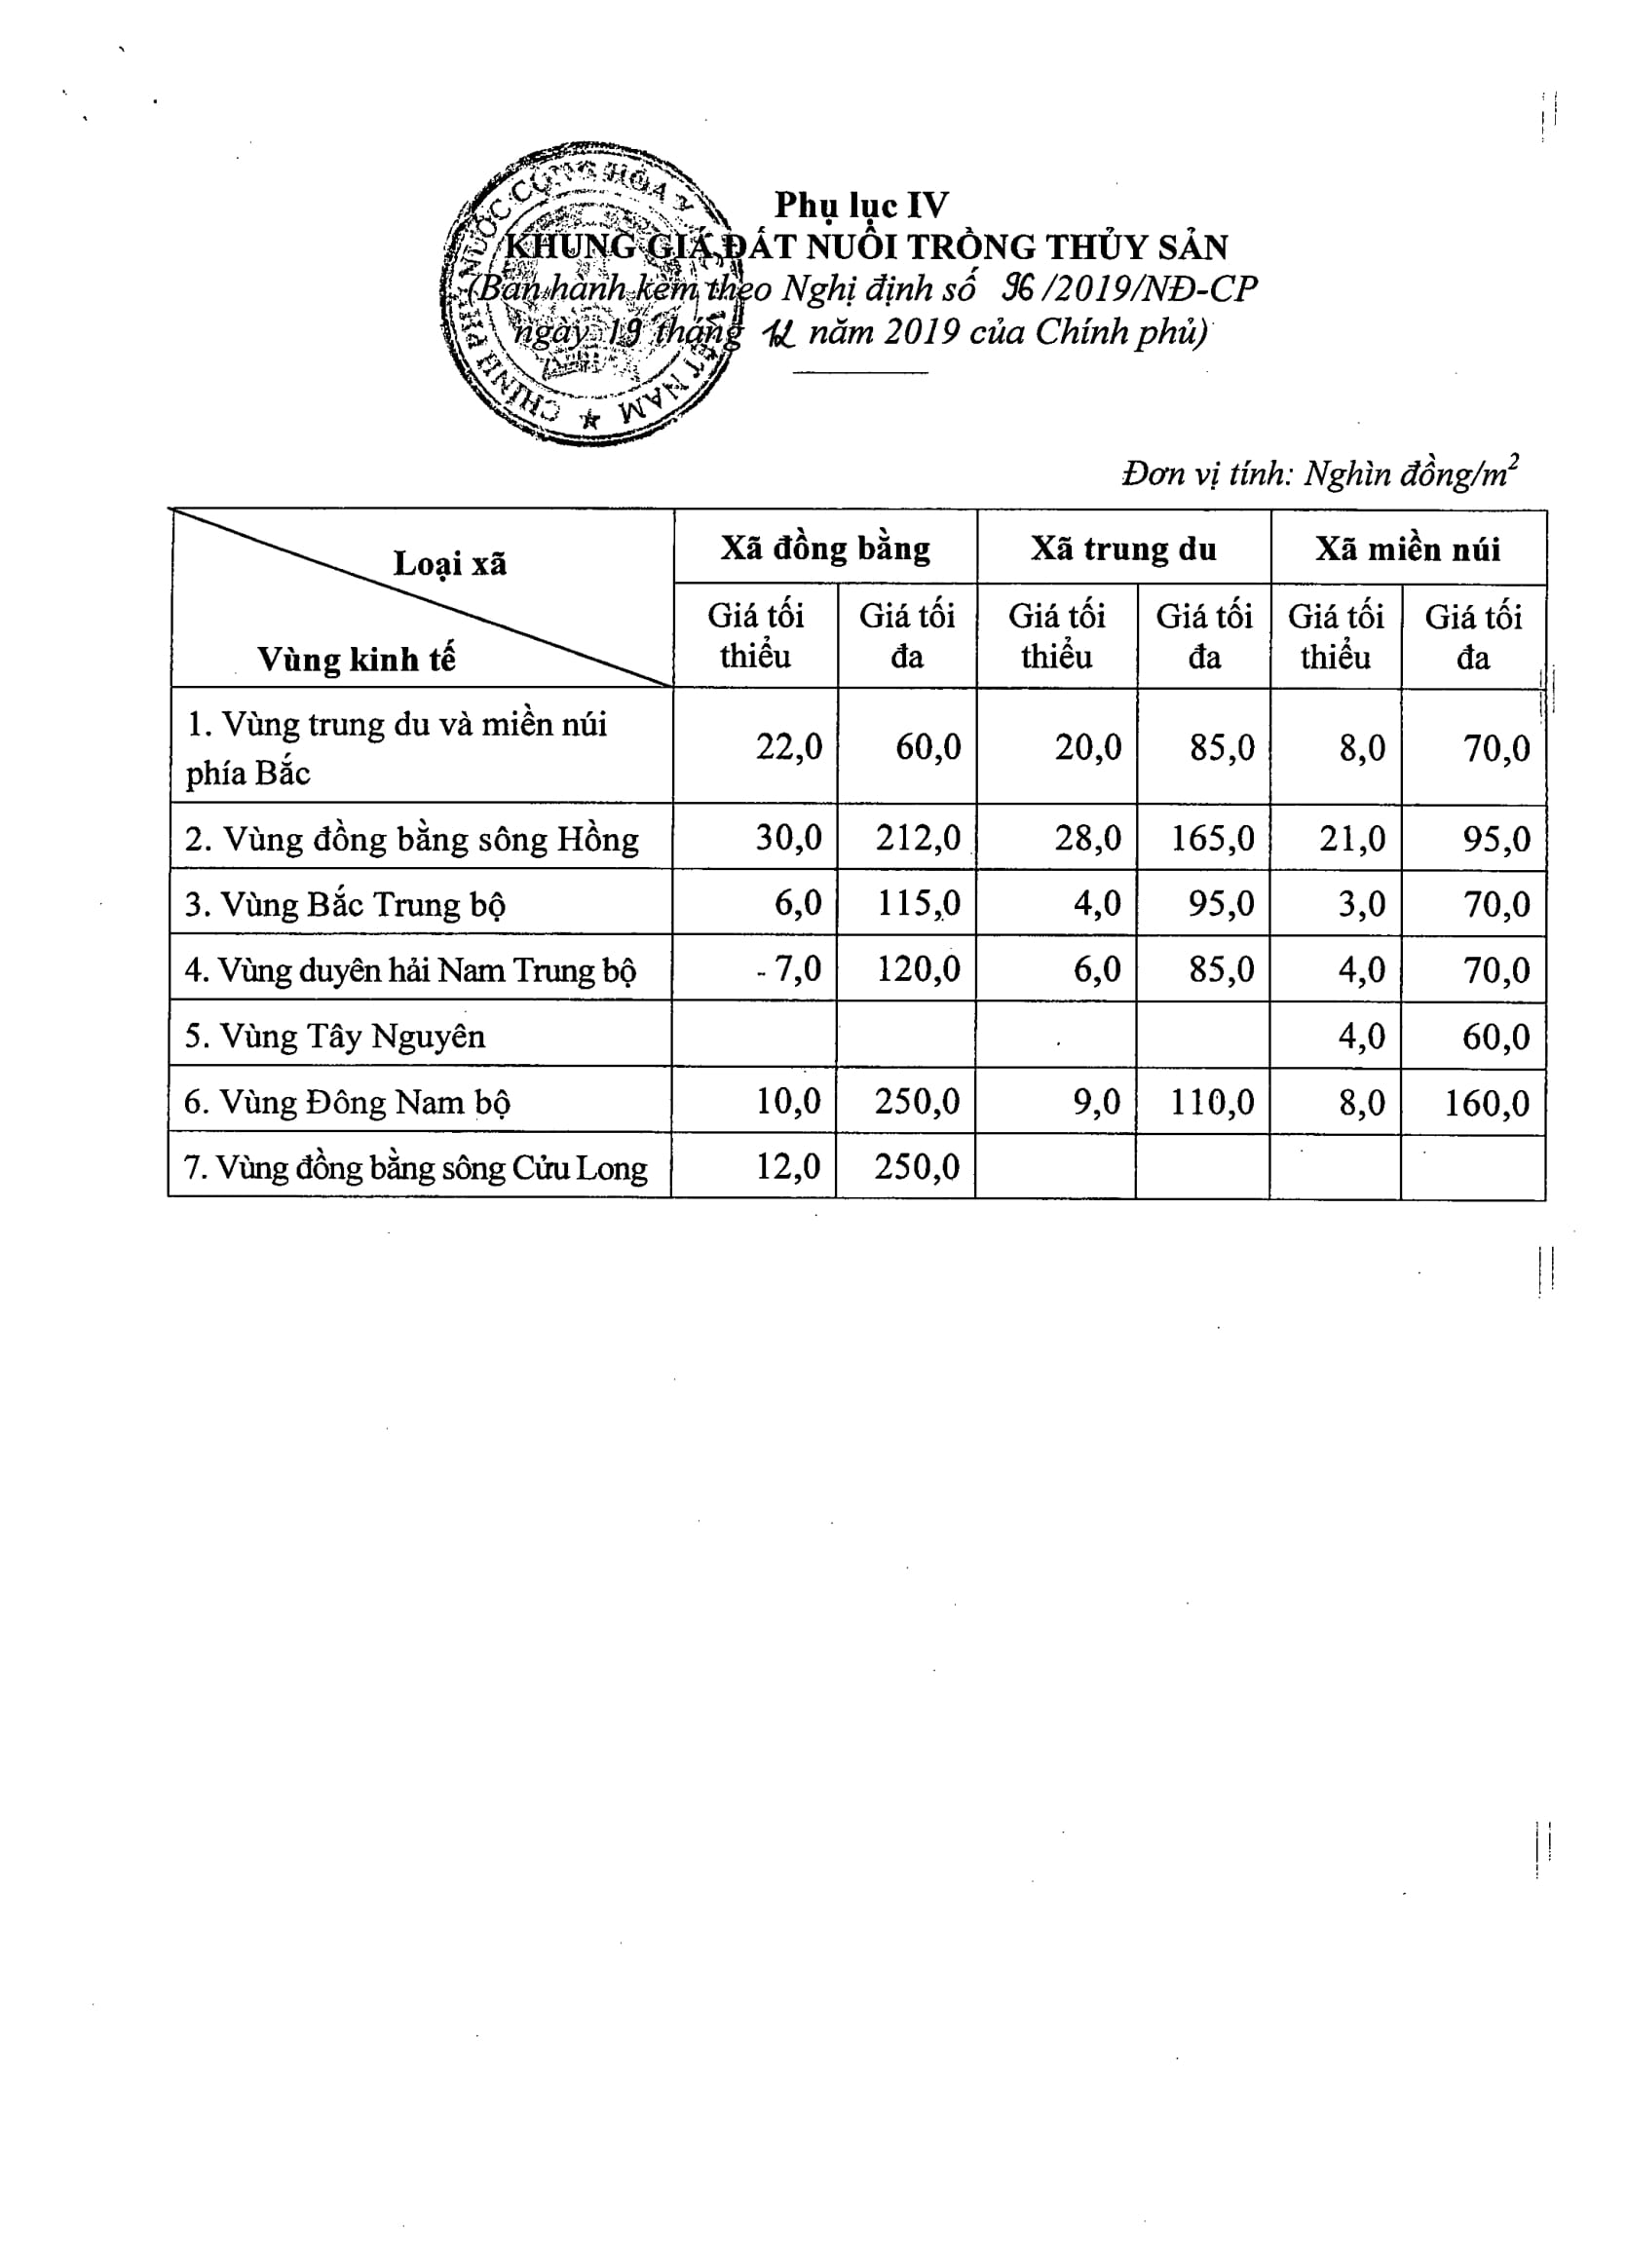 Phụ lục IV
KHUNG GIÁ ĐẤT NUÔI TRỒNG THỦY SẢN
(Ban hành kèm theo Nghị định số 96/2019/NĐ-CP
ngày 19 tháng 12 năm 2019 của Chính phủ)
CHÍNH PHỦ NƯỚC CỘNG HÒA VIỆT NAM
Đơn vị tính: Nghìn đồng/m²
Loại xã
Vùng kinh tế
Xã đồng bằng Xã trung du Xã miền núi
Giá tối thiểu Giá tối đa Giá tối thiểu Giá tối đa Giá tối thiểu Giá tối đa
1. Vùng trung du và miền núi
phía Bắc
22,0 60,0 20,0 85,0 8,0 70,0
2. Vùng đồng bằng sông Hồng 30,0 212,0 28,0 165,0 21,0 95,0
3. Vùng Bắc Trung bộ 6,0 115,0 4,0 95,0 3,0 70,0
4. Vùng duyên hải Nam Trung bộ 7,0 120,0 6,0 85,0 4,0 70,0
5. Vùng Tây Nguyên 4,0 60,0
6. Vùng Đông Nam bộ 10,0 250,0 9,0 110,0 8,0 160,0
7. Vùng đồng bằng sông Cửu Long 12,0 250,0